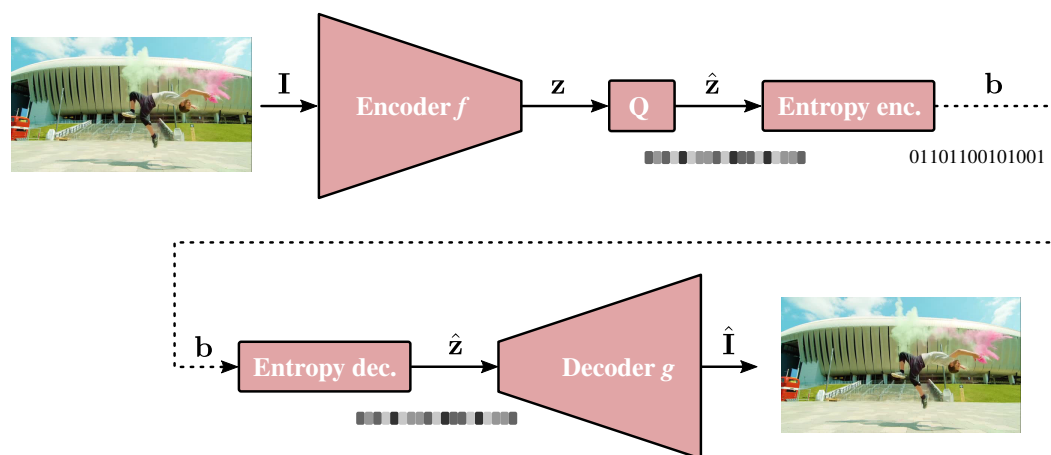 I
Encoder f
z
Q
ẑ
Entropy enc.
b
01101100101001
b
Entropy dec.
ẑ
Decoder g
Î